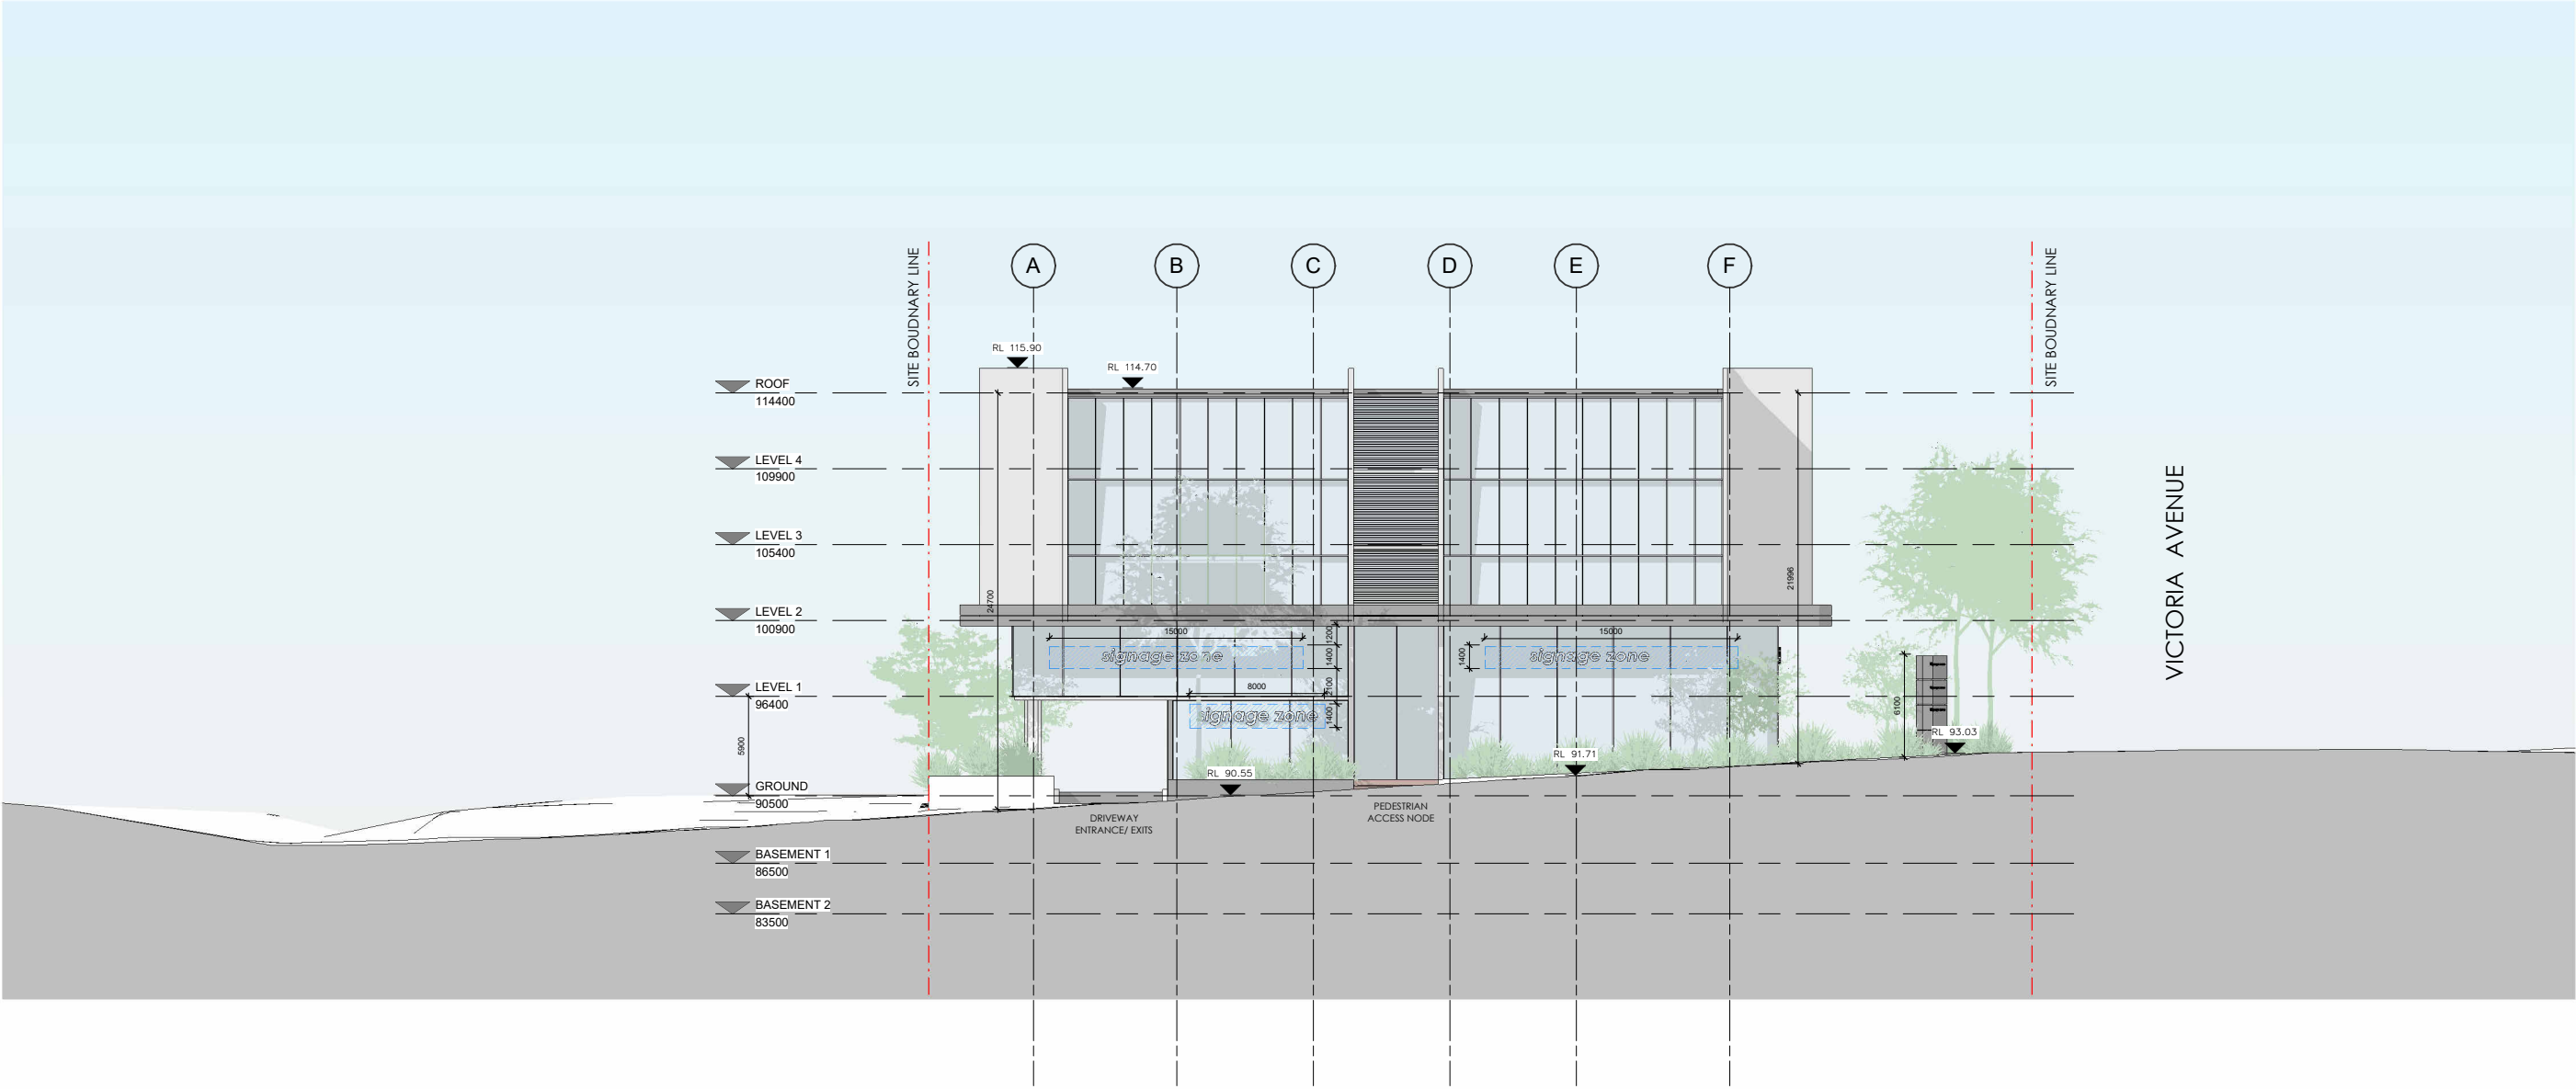 SITE BOUDNARY LINE
A
B
C
D
E
F
SITE BOUDNARY LINE
RL 115.90
RL 114.70
ROOF
114400
LEVEL 4
109900
LEVEL 3
105400
LEVEL 2
100900
LEVEL 1
96400
5900
GROUND
90500
BASEMENT 1
86500
BASEMENT 2
83500
24700
15000
signage zone
1200
1400
2100
1400
8000
signage zone
15000
1400
signage zone
21996
6100
RL 93.03
RL 91.71
RL 90.55
DRIVEWAY
ENTRANCE/ EXITS
PEDESTRIAN
ACCESS NODE
VICTORIA AVENUE